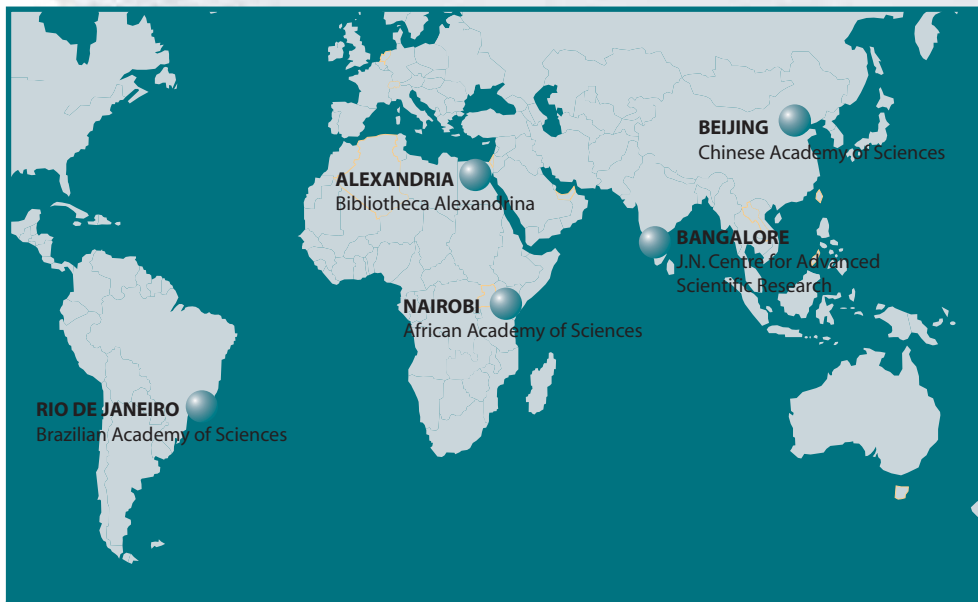 BEIJING
Chinese Academy of Sciences
ALEXANDRIA
Bibliotheca Alexandrina
BANGALORE
J.N. Centre for Advanced
Scientific Research
NAIROBI
African Academy of Sciences
RIO DE JANEIRO
Brazilian Academy of Sciences